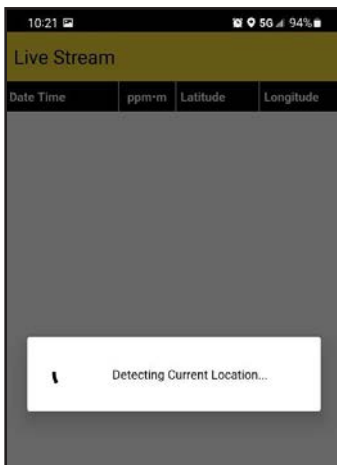 10:21 5G 94%
Live Stream
Date Time ppm·m Latitude Longitude
Detecting Current Location...